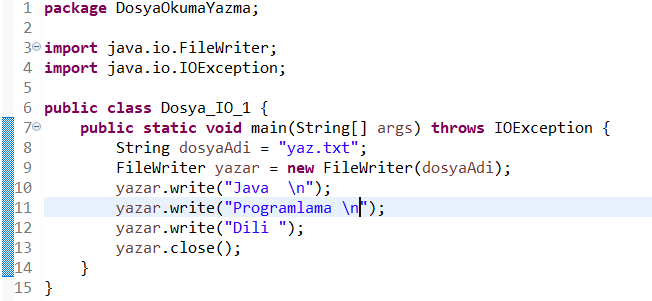 1 package DosyaOkumaYazma;
2
3 import java.io.FileWriter;
4 import java.io.IOException;
5
6 public class Dosya_IO_1 {
7     public static void main(String[] args) throws IOException {
8         String dosyaAdi = "yaz.txt";
9         FileWriter yazar = new FileWriter(dosyaAdi);
10         yazar.write("Java  \n");
11         yazar.write("Programlama \n");
12         yazar.write("Dili ");
13         yazar.close();
14     }
15 }